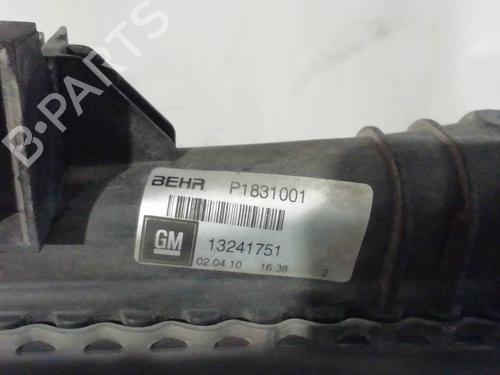 B-PARTS
BEHR P1831001
GM 13241751
02.04.10 16:38 2